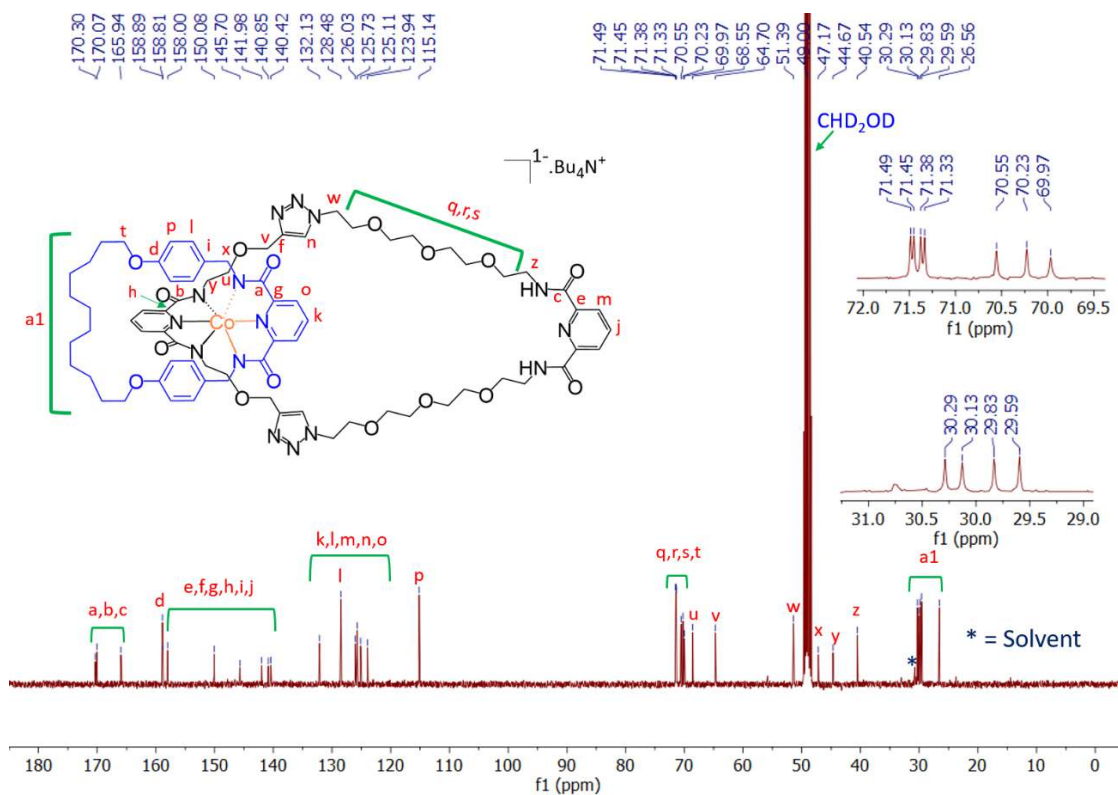 170.30
170.07
165.94
158.89
158.81
158.00
150.08
145.70
141.98
140.85
140.42
132.13
128.48
126.03
125.73
125.11
123.94
115.14
71.49
71.45
71.38
71.33
70.55
70.23
69.97
68.55
64.70
51.39
49.00
47.17
44.67
40.54
30.29
30.13
29.83
29.59
26.56
CHD2OD
1-
.Bu4N+
71.49
71.45
71.38
71.33
70.55
70.23
69.97
72.0 71.5 71.0 70.5 70.0 69.5
f1 (ppm)
30.29
30.13
29.83
29.59
31.0 30.5 30.0 29.5 29.0
f1 (ppm)
w
q,r,s
N N N
n
f
v
O
O
O
O
z
t
p
l
O
d
i
x
N
u
O
a
g
o
k
N
h
b
y
O
N
N
Co
N
N
O
N
O
a1
HN
c
O
e
m
j
N
HN
O
O
O
O
O
O
N N N
k,l,m,n,o
l
p
a,b,c
d
e,f,g,h,i,j
q,r,s,t
u
v
w
x
y
z
a1
* = Solvent
*
180 170 160 150 140 130 120 110 100 90 80 70 60 50 40 30 20 10 0
f1 (ppm)